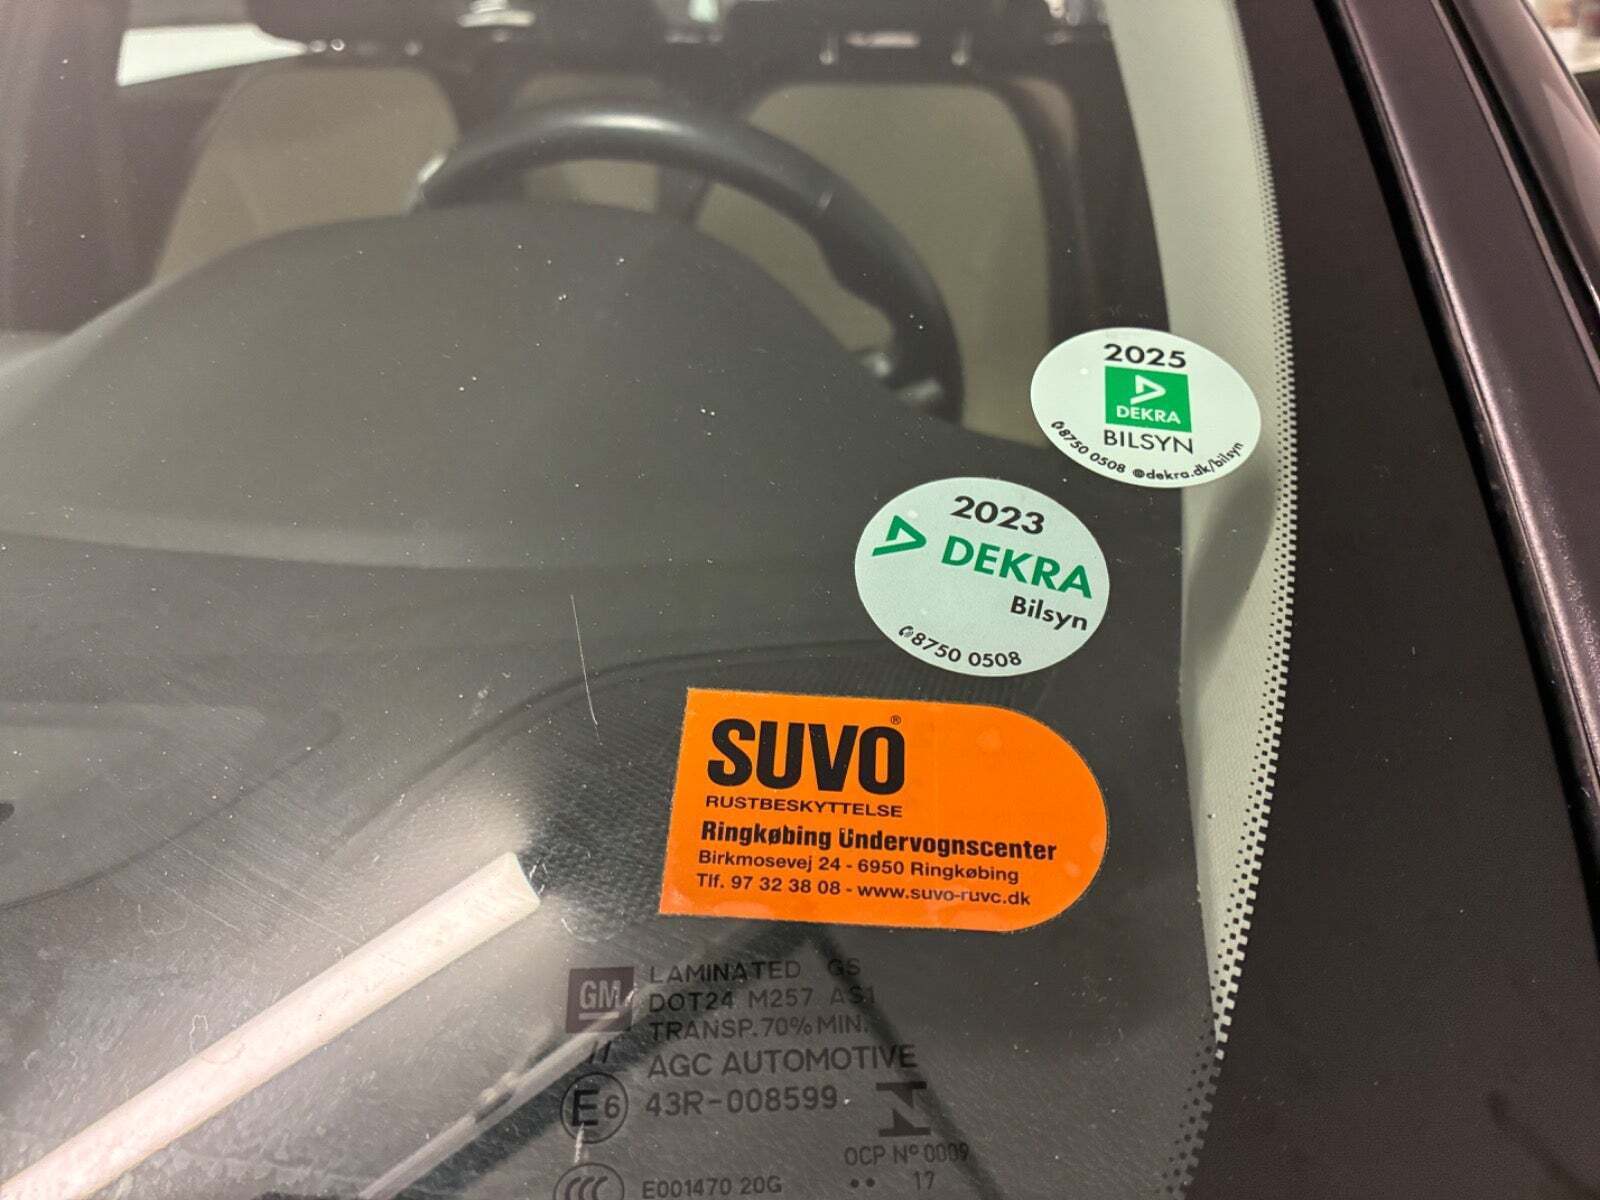 2025
DEKRA
BILSYN
8750 0508 dekra.dk/bilsyn
2023
DEKRA
Bilsyn
8750 0508
SUVO®
RUSTBESKYTTELSE
Ringkøbing Undervognscenter
Birkmosevej 24 - 6950 Ringkøbing
Tlf. 97 32 38 08 - www.suvo-ruvc.dk
GM
LAMINATED GS
DOT24 M257 AS1
TRANSP.70% MIN.
//
AGC AUTOMOTIVE
E6 43R-008599
OCP Nº 0009
E001470 20G
•• 17